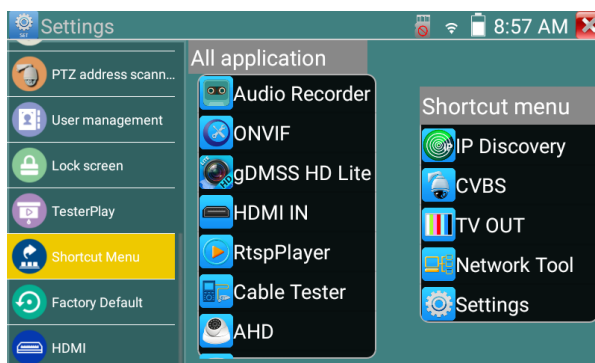 Settings
8:57 AM
PTZ address scann...
User management
Lock screen
TesterPlay
Shortcut Menu
Factory Default
HDMI
All application
Audio Recorder
ONVIF
gDMSS HD Lite
HDMI IN
RtspPlayer
Cable Tester
AHD
Shortcut menu
IP Discovery
CVBS
TV OUT
Network Tool
Settings